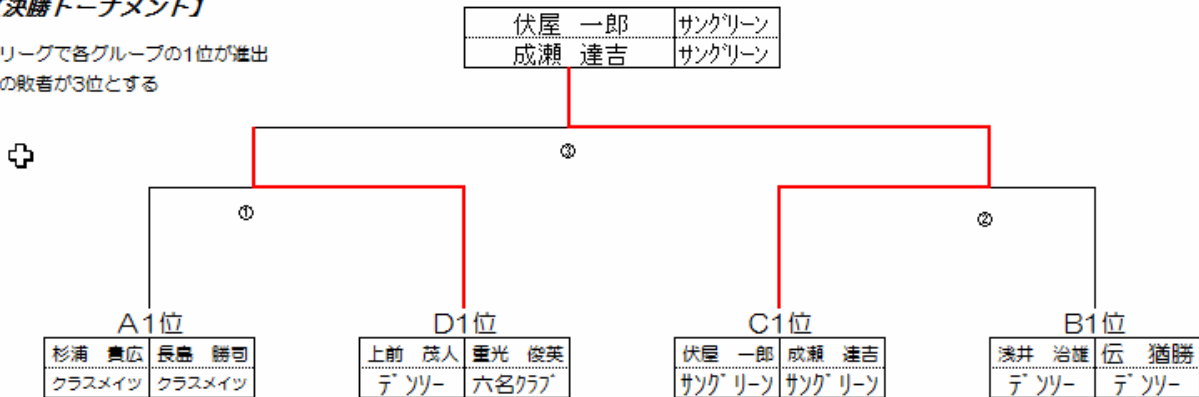 【決勝トーナメント】
伏屋 一郎 サングリーン
成瀬 達吉 サングリーン
リーグで各グループの1位が進出
の敗者が3位とする
③
① ②
A1位 D1位 C1位 B1位
杉浦 貴広 長島 勝司 上前 茂人 重光 俊英 伏屋 一郎 成瀬 達吉 浅井 治雄 伝 猶勝
クラスメイツ クラスメイツ デンソー 六名クラブ サングリーン サングリーン デンソー デンソー